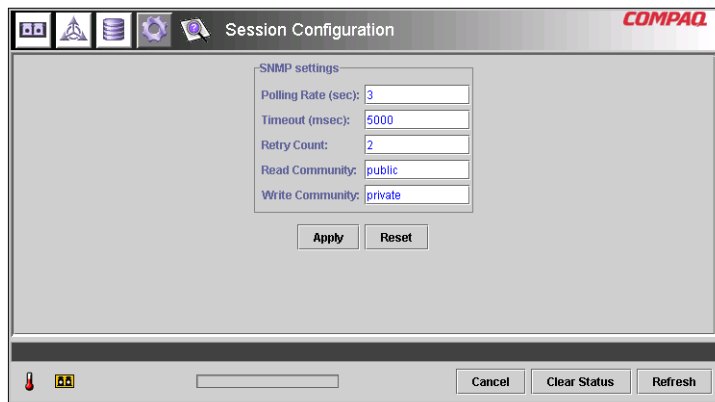 Session Configuration
COMPAQ
SNMP settings
Polling Rate (sec): 3
Timeout (msec): 5000
Retry Count: 2
Read Community: public
Write Community: private
Apply Reset
Cancel Clear Status Refresh